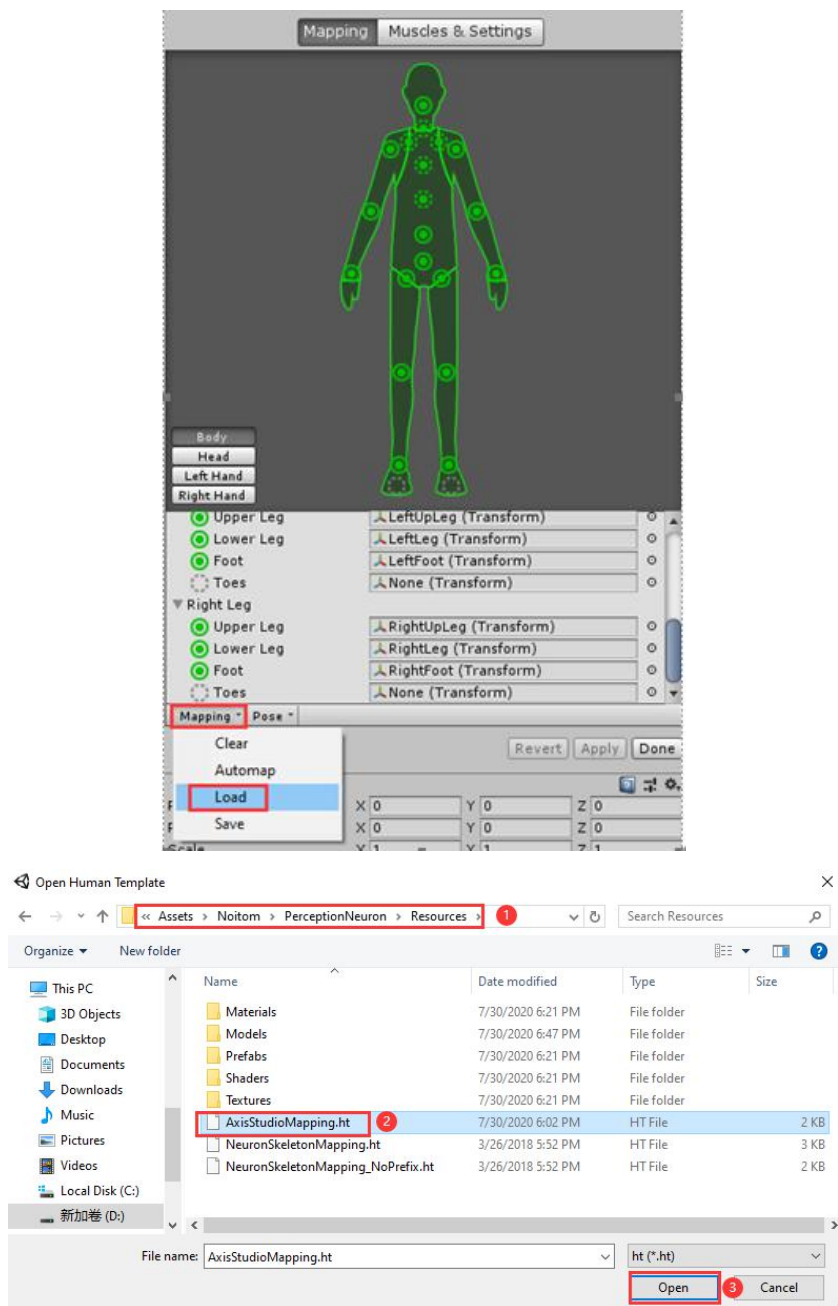 Mapping Muscles & Settings
Body
Head
Left Hand
Right Hand
Upper Leg LeftUpLeg (Transform)
Lower Leg LeftLeg (Transform)
Foot LeftFoot (Transform)
Toes None (Transform)
Right Leg
Upper Leg RightUpLeg (Transform)
Lower Leg RightLeg (Transform)
Foot RightFoot (Transform)
Toes None (Transform)
Mapping Pose
Clear
Revert Apply Done
Automap
Load
X 0 Y 0 Z 0
Save
X 0 Y 0 Z 0
Scale X 1 Y 1 Z 1
Open Human Template
« Assets › Noitom › PerceptionNeuron › Resources › 1 Search Resources
Organize New folder
Name Date modified Type Size
This PC
3D Objects
Desktop
Documents
Downloads
Music
Pictures
Videos
Local Disk (C:)
新加卷 (D:)
Materials 7/30/2020 6:21 PM File folder
Models 7/30/2020 6:47 PM File folder
Prefabs 7/30/2020 6:21 PM File folder
Shaders 7/30/2020 6:21 PM File folder
Textures 7/30/2020 6:21 PM File folder
AxisStudioMapping.ht 2 7/30/2020 6:02 PM HT File 2 KB
NeuronSkeletonMapping.ht 3/26/2018 5:52 PM HT File 3 KB
NeuronSkeletonMapping_NoPrefix.ht 3/26/2018 5:52 PM HT File 2 KB
File name: AxisStudioMapping.ht ht (*.ht)
Open 3 Cancel